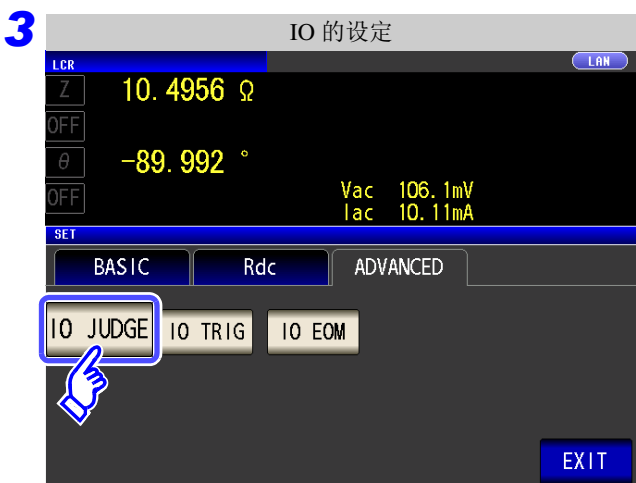 3
IO 的设定
LCR
LAN
Z
10.4956 Ω
OFF
θ
-89.992 °
OFF
Vac 106.1mV
Iac 10.11mA
SET
BASIC Rdc ADVANCED
IO JUDGE IO TRIG IO EOM
EXIT